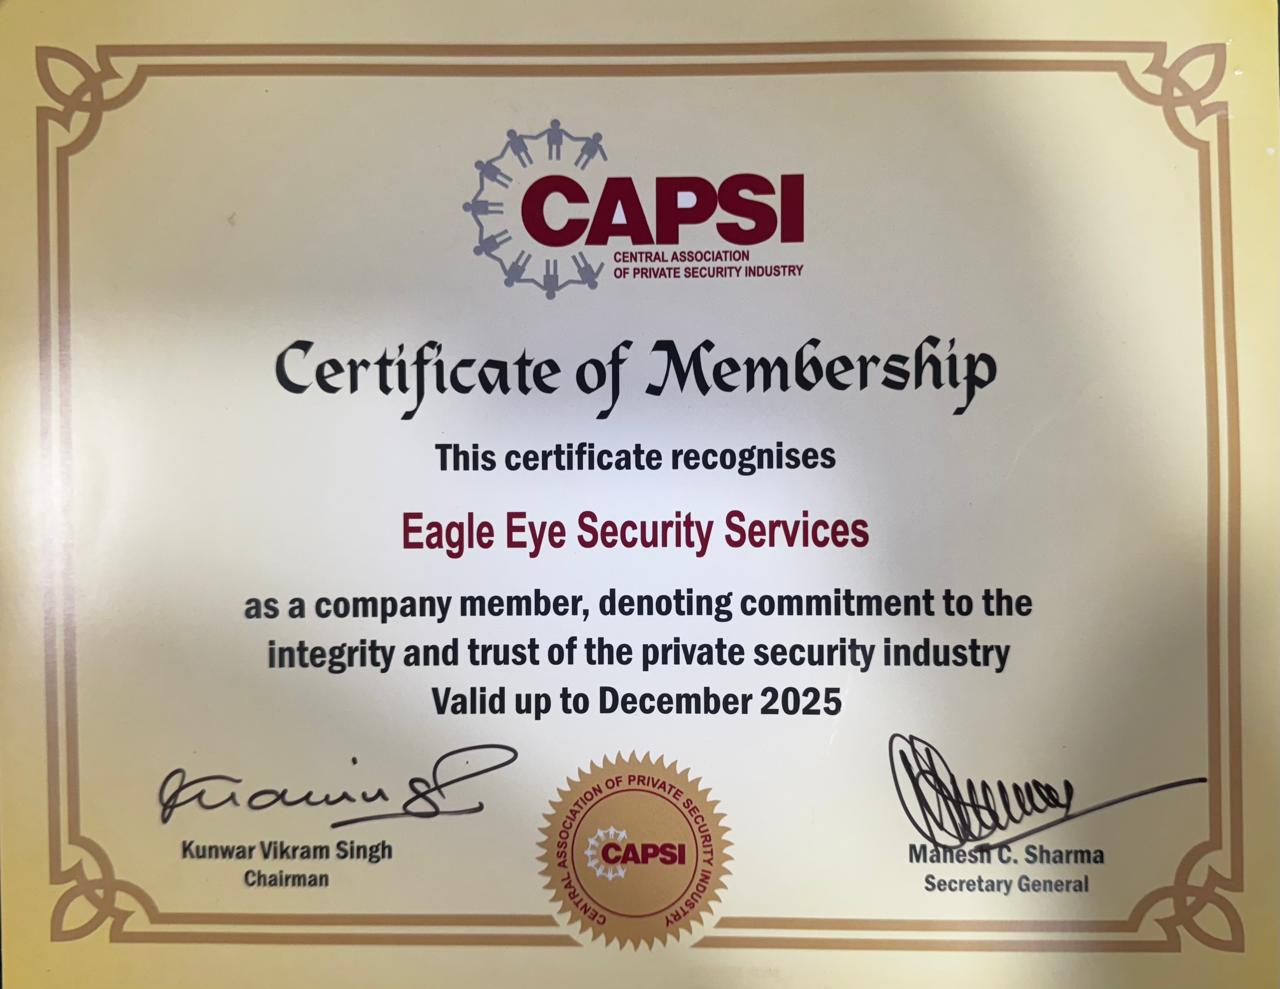 CAPSI
CENTRAL ASSOCIATION
OF PRIVATE SECURITY INDUSTRY
Certificate of Membership
This certificate recognises
Eagle Eye Security Services
as a company member, denoting commitment to the
integrity and trust of the private security industry
Valid up to December 2025
Kunwar Vikram Singh
Chairman
CENTRAL ASSOCIATION OF PRIVATE SECURITY INDUSTRY
CAPSI
Mahesh C. Sharma
Secretary General